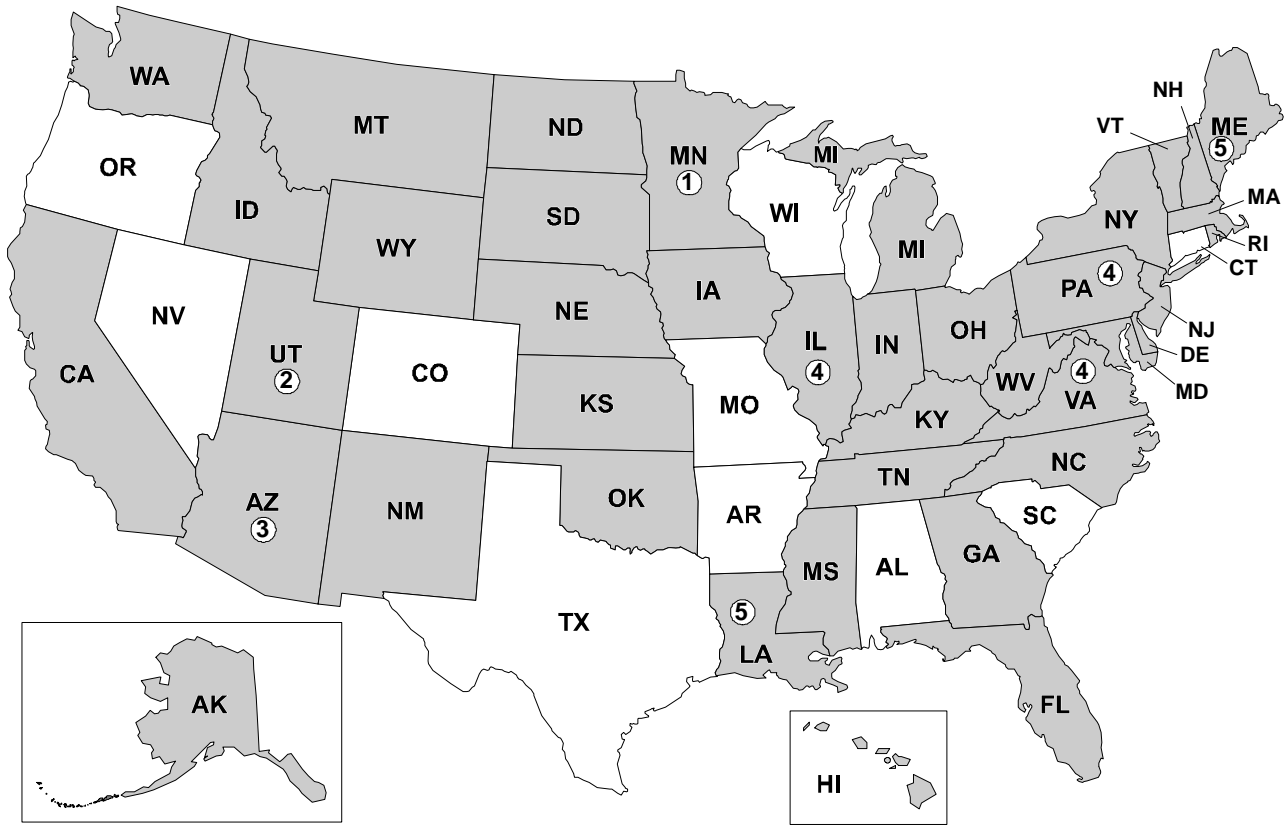 NH
WA
VT
ME
5
MT
ND
MN
1
MI
OR
ID
SD
WI
NY
MA
WY
MI
RI
CT
PA 4
NV
NE
IA
NJ
UT
2
CO
IL
4
IN
OH
DE
CA
KS
MO
WV
4
VA
MD
KY
AZ
3
NM
OK
AR
TN
NC
SC
MS
AL
GA
TX
5
LA
AK
FL
HI